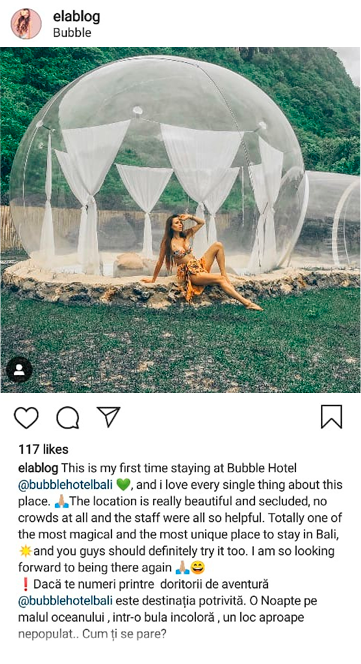 elablog
Bubble
117 likes
elablog This is my first time staying at Bubble Hotel
@bubblehotelbali 💚, and i love every single thing about this
place. 🙏🏼The location is really beautiful and secluded, no
crowds at all and the staff were all so helpful. Totally one of
the most magical and the most unique place to stay in Bali,
☀️and you guys should definitely try it too. I am so looking
forward to being there again 🙏🏼😄
❗Dacă te numeri printre doritorii de aventură
@bubblehotelbali este destinația potrivită. O Noapte pe
malul oceanului , intr-o bula incoloră , un loc aproape
nepopulat.. Cum ți se pare?